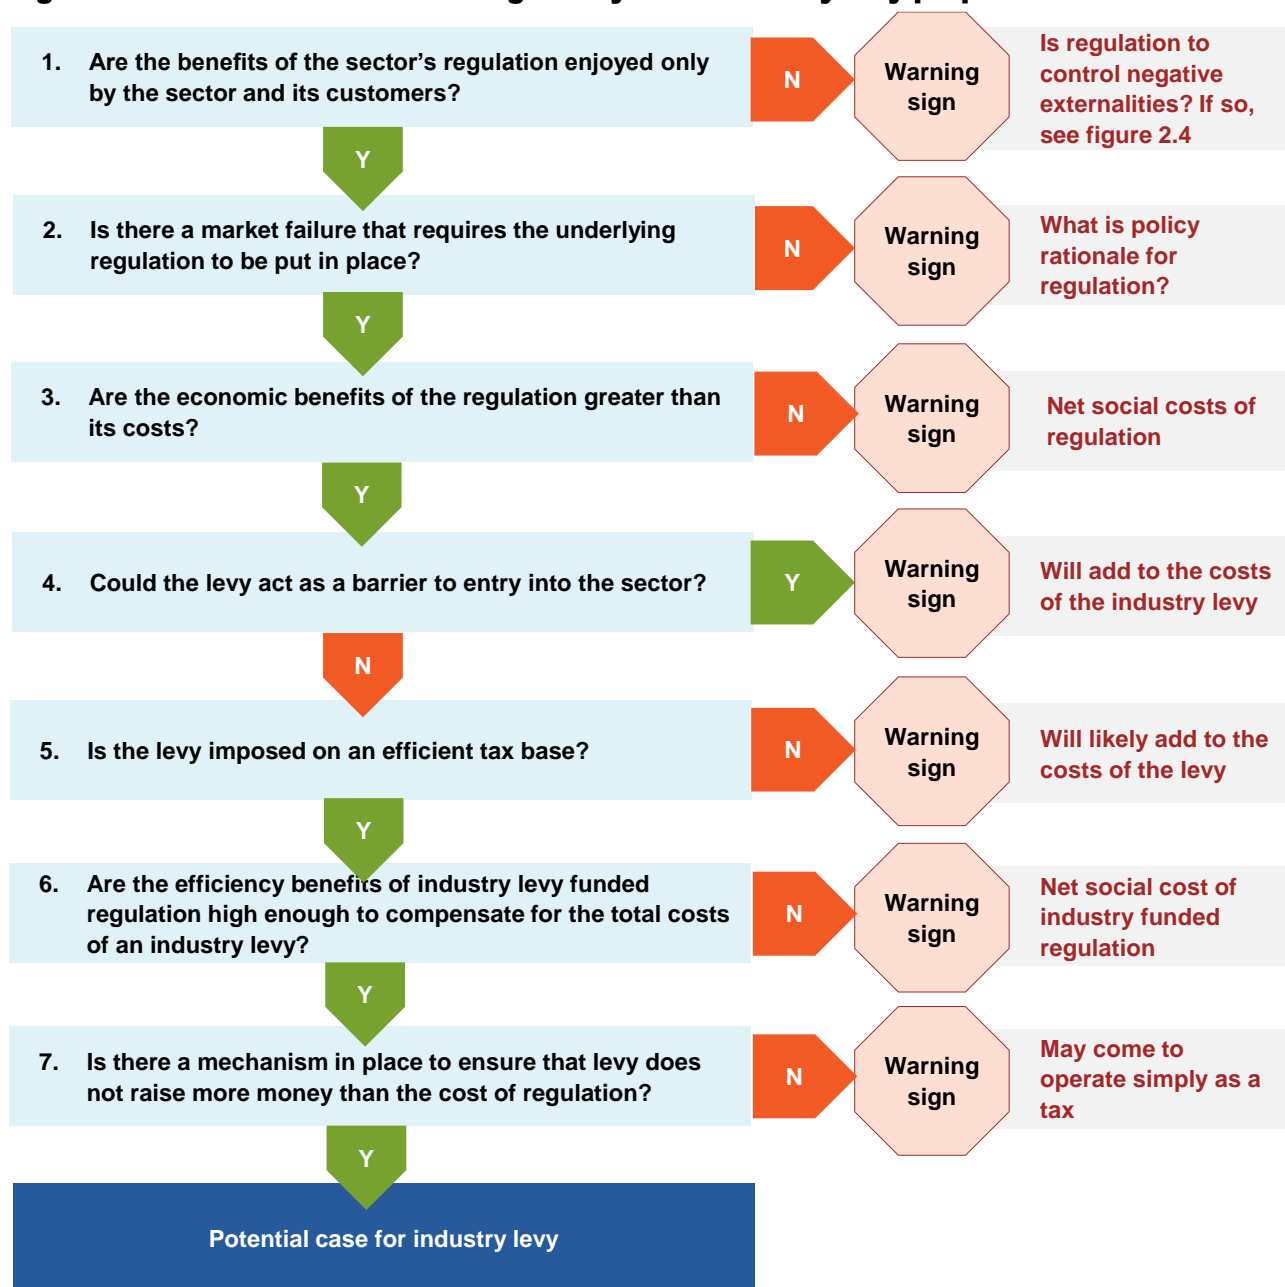 1. Are the benefits of the sector's regulation enjoyed only
by the sector and its customers?
N
Warning
sign
Is regulation to
control negative
externalities? If so,
see figure 2.4
Y
2. Is there a market failure that requires the underlying
regulation to be put in place?
N
Warning
sign
What is policy
rationale for
regulation?
Y
3. Are the economic benefits of the regulation greater than
its costs?
N
Warning
sign
Net social costs of
regulation
Y
4. Could the levy act as a barrier to entry into the sector?
Y
Warning
sign
Will add to the costs
of the industry levy
N
5. Is the levy imposed on an efficient tax base?
N
Warning
sign
Will likely add to the
costs of the levy
Y
6. Are the efficiency benefits of industry levy funded
regulation high enough to compensate for the total costs
of an industry levy?
N
Warning
sign
Net social cost of
industry funded
regulation
Y
7. Is there a mechanism in place to ensure that levy does
not raise more money than the cost of regulation?
N
Warning
sign
May come to
operate simply as a
tax
Y
Potential case for industry levy